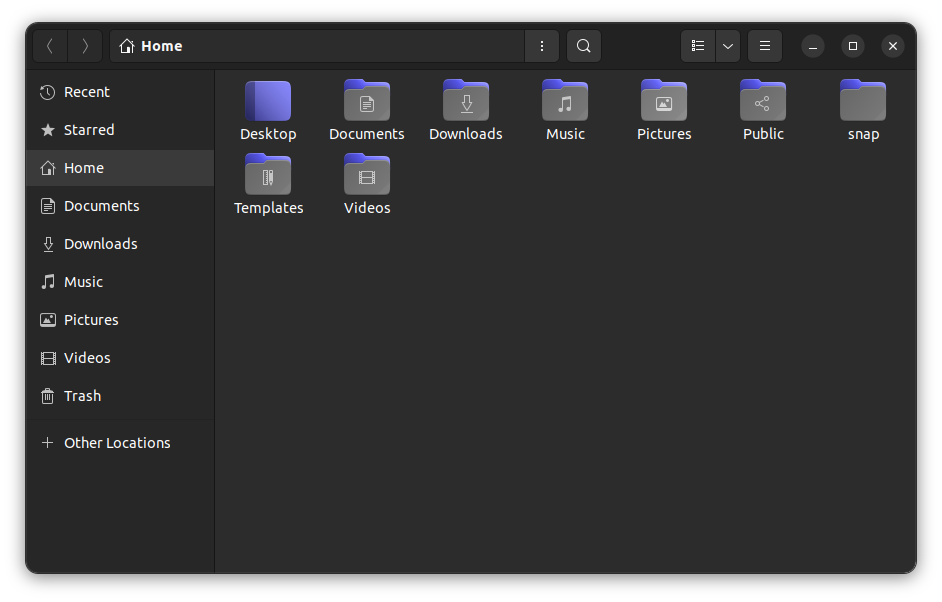 Home
Recent
Starred
Home
Documents
Downloads
Music
Pictures
Videos
Trash
Other Locations
Desktop Documents Downloads Music Pictures Public snap
Templates Videos